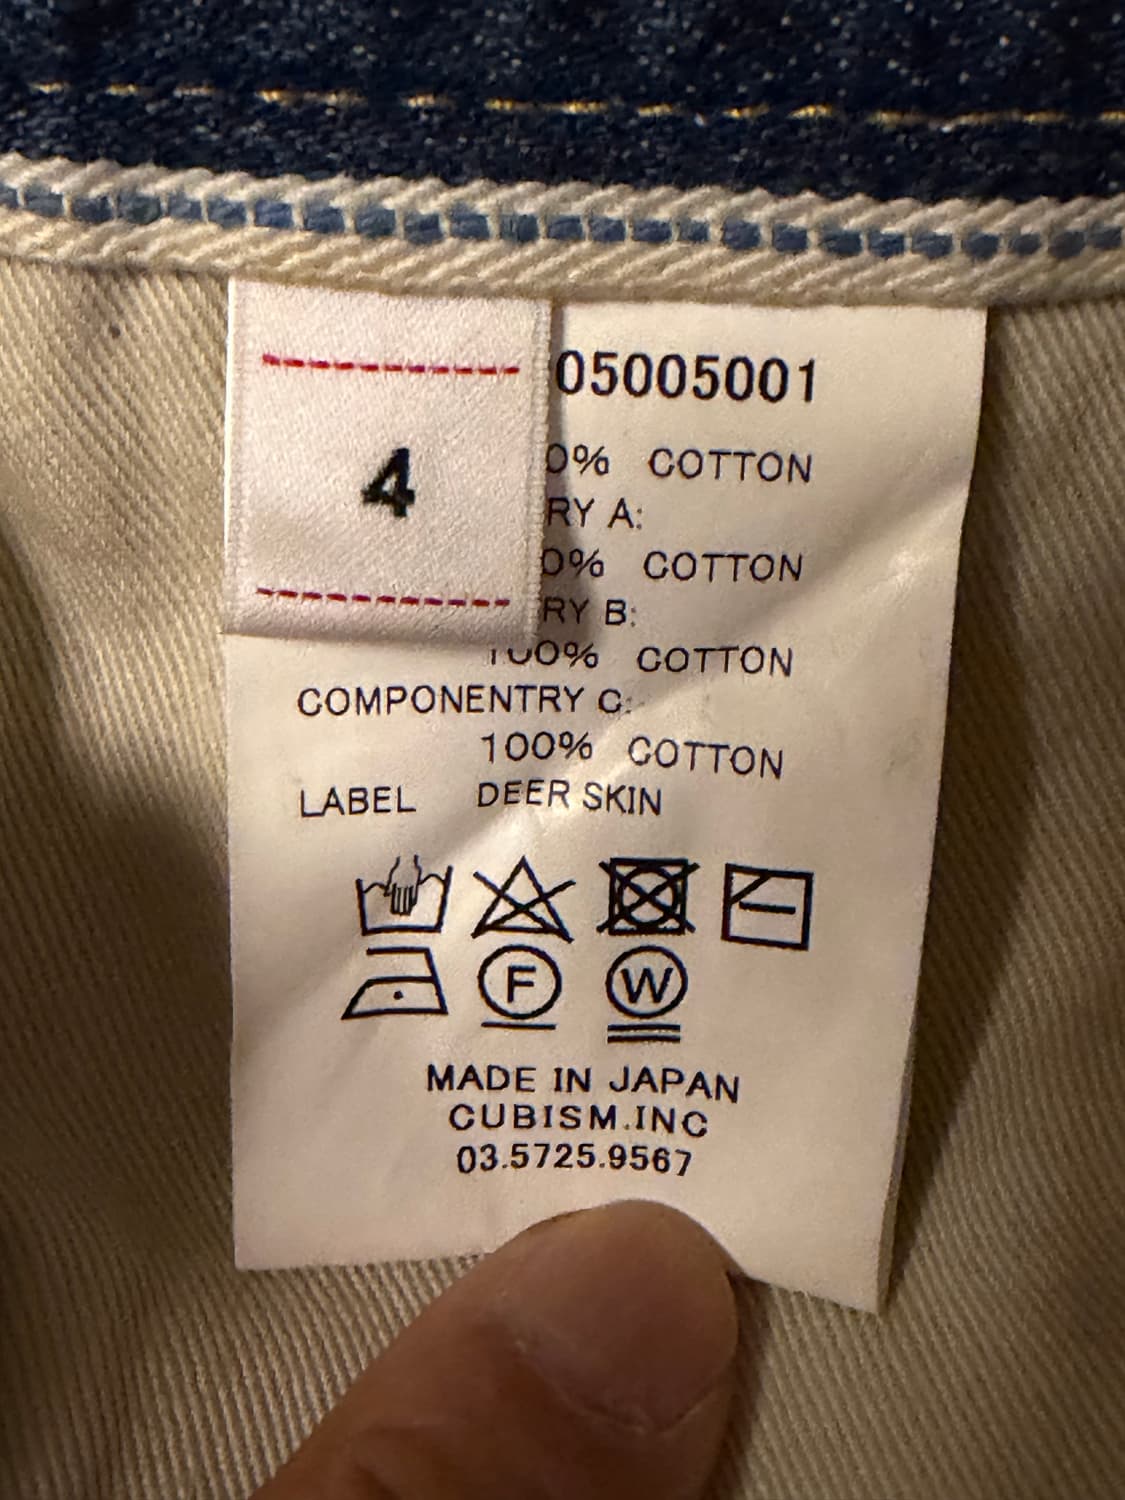 4
05005001
0% COTTON
RY A:
0% COTTON
RY B:
100% COTTON
COMPONENTRY C:
100% COTTON
LABEL DEER SKIN
F W
MADE IN JAPAN
CUBISM.INC
03.5725.9567